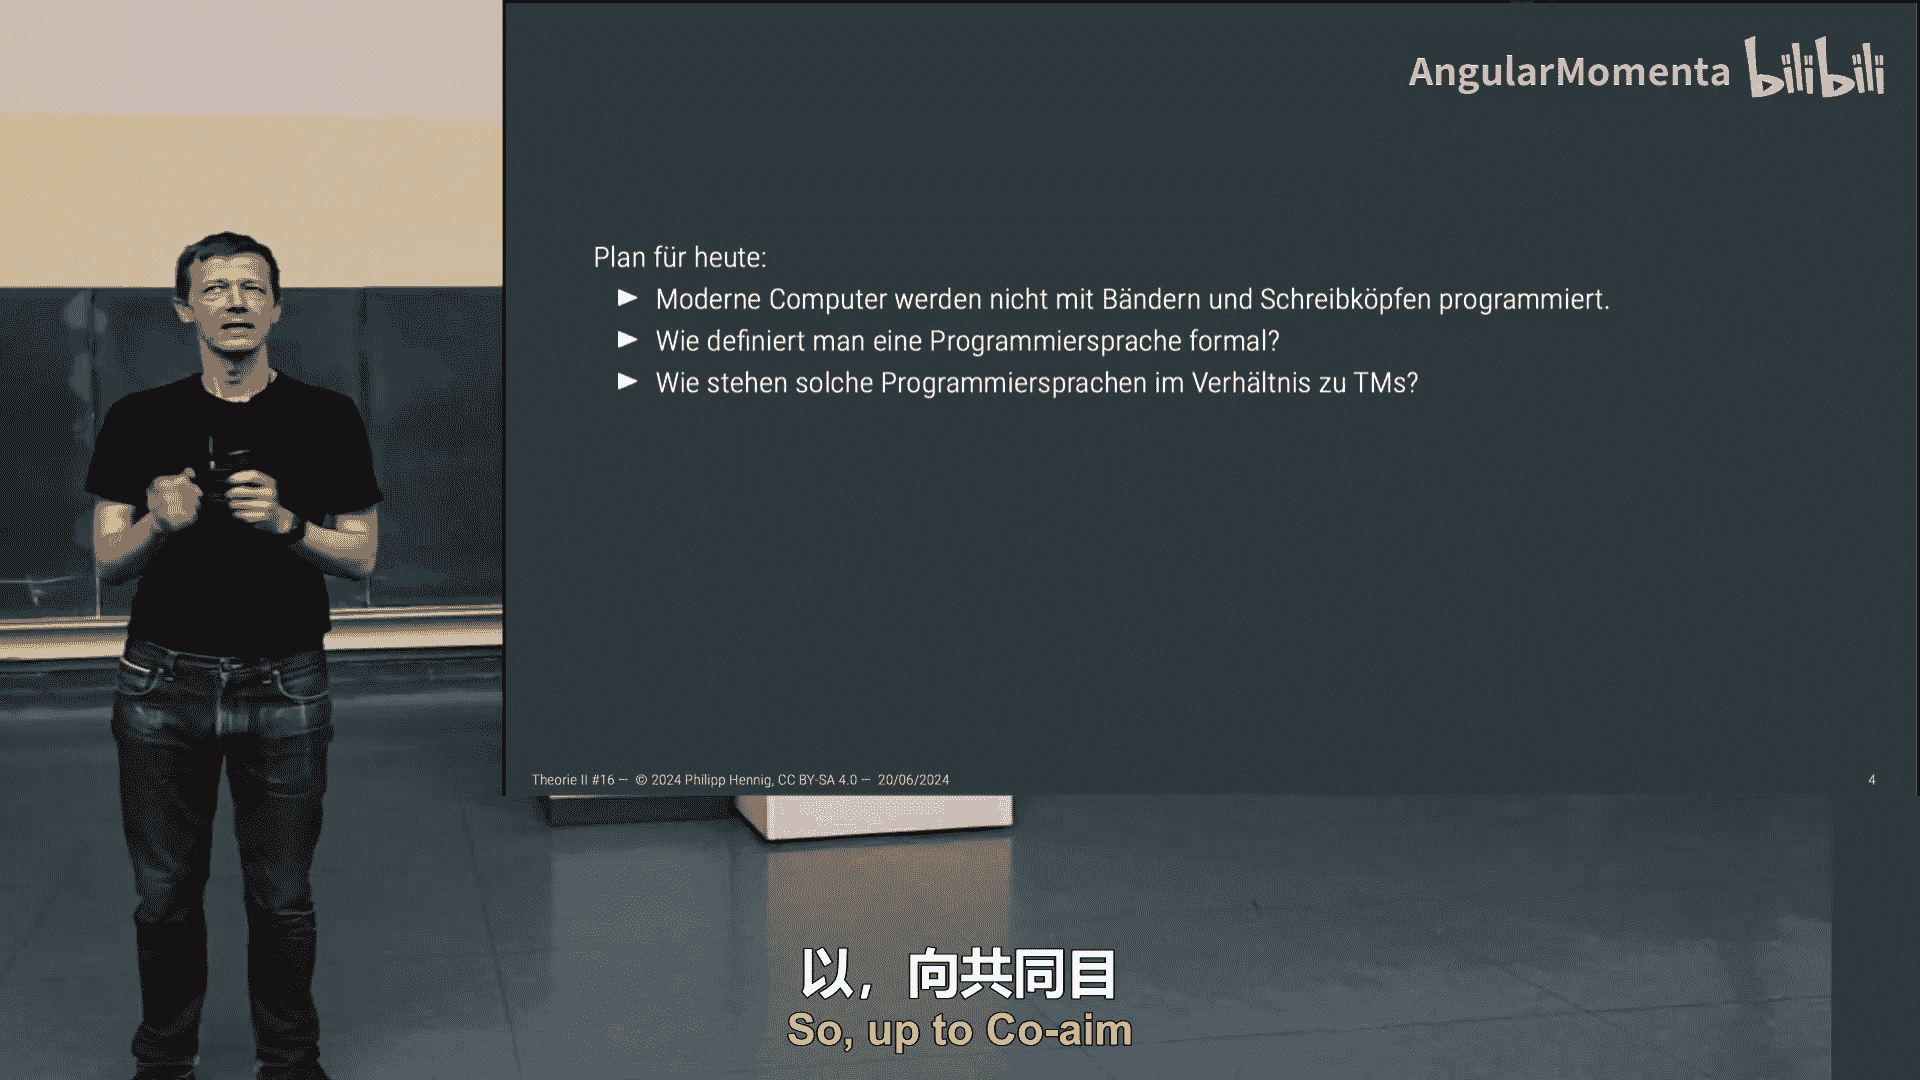 AngularMomenta bilibili
Plan für heute:
Moderne Computer werden nicht mit Bändern und Schreibköpfen programmiert.
Wie definiert man eine Programmiersprache formal?
Wie stehen solche Programmiersprachen im Verhältnis zu TMs?
Theorie II #16 — © 2024 Philipp Hennig, CC BY-SA 4.0 — 20/06/2024
4
以，向共同目
So, up to Co-aim